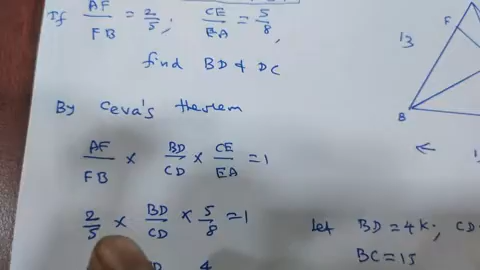 If AF/FB = 2/5 ; CE/EA = 5/8,
find BD & DC
By Ceva's theorem
AF/FB × BD/CD × CE/EA = 1
2/5 × BD/CD × 5/8 = 1
Let BD = 4k ; CD
BC = 15
4
13
F
B
←